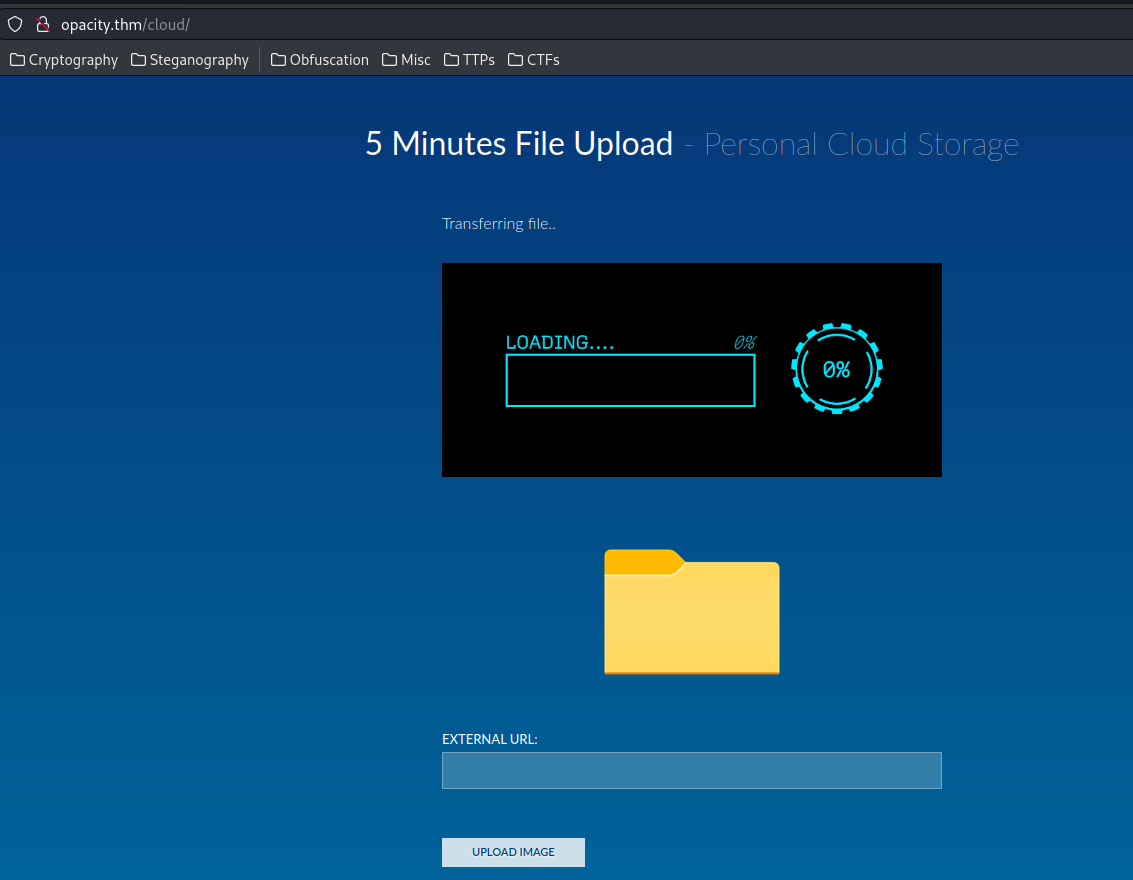 opacity.thm/cloud/
Cryptography Steganography Obfuscation Misc TTPs CTFs
5 Minutes File Upload - Personal Cloud Storage
Transferring file..
LOADING.... 0%
0%
EXTERNAL URL:
UPLOAD IMAGE